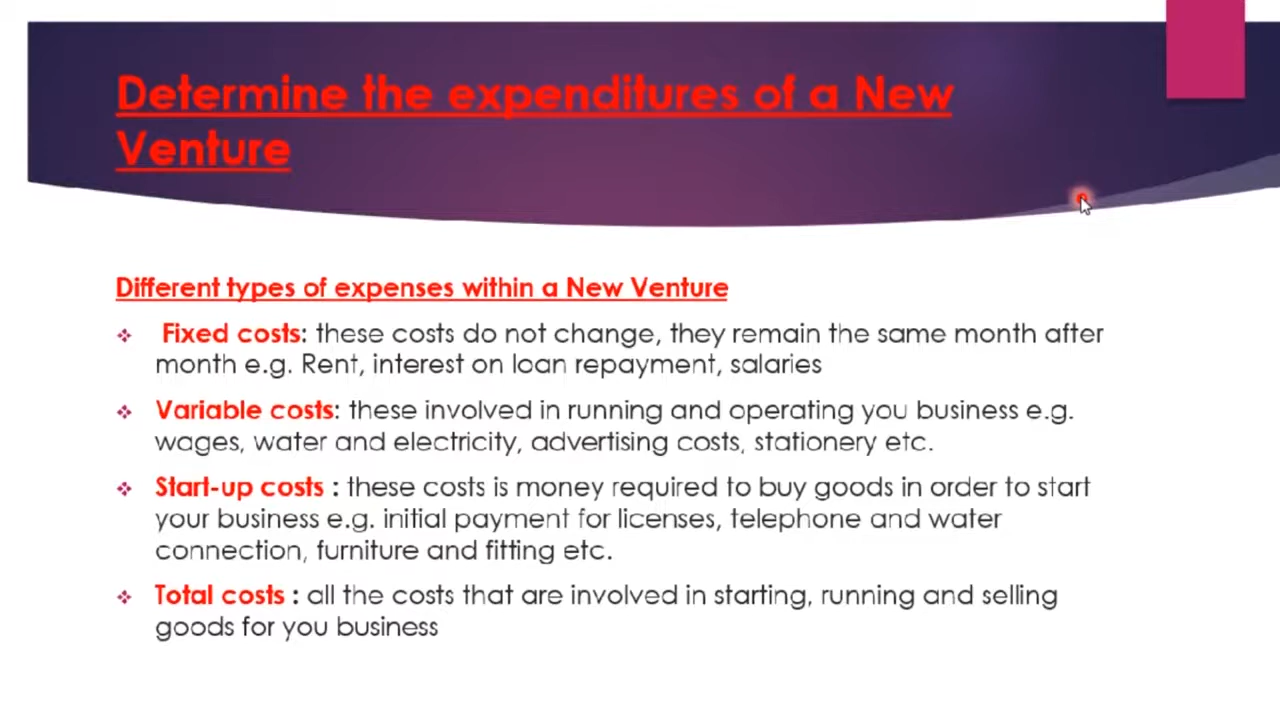 Determine the expenditures of a New
Venture
Different types of expenses within a New Venture
❖ Fixed costs: these costs do not change, they remain the same month after
month e.g. Rent, interest on loan repayment, salaries
❖ Variable costs: these involved in running and operating you business e.g.
wages, water and electricity, advertising costs, stationery etc.
❖ Start-up costs : these costs is money required to buy goods in order to start
your business e.g. initial payment for licenses, telephone and water
connection, furniture and fitting etc.
❖ Total costs : all the costs that are involved in starting, running and selling
goods for you business